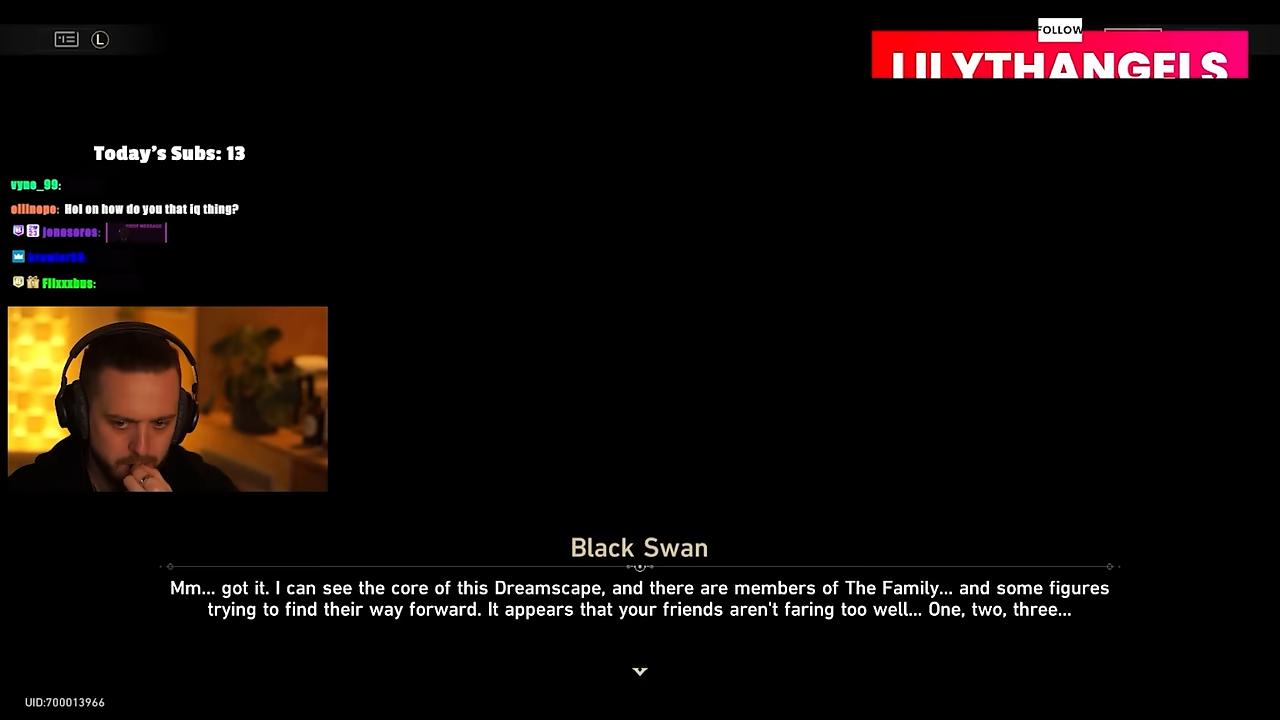 L
FOLLOW
LILYTHANGELS
Today's Subs: 13
vyno_99:
ollinope: Hol on how do you that iq thing?
jonosoros:
Flixxxbus:
Black Swan
Mm... got it. I can see the core of this Dreamscape, and there are members of The Family... and some figures
trying to find their way forward. It appears that your friends aren't faring too well... One, two, three...
UID:700013966